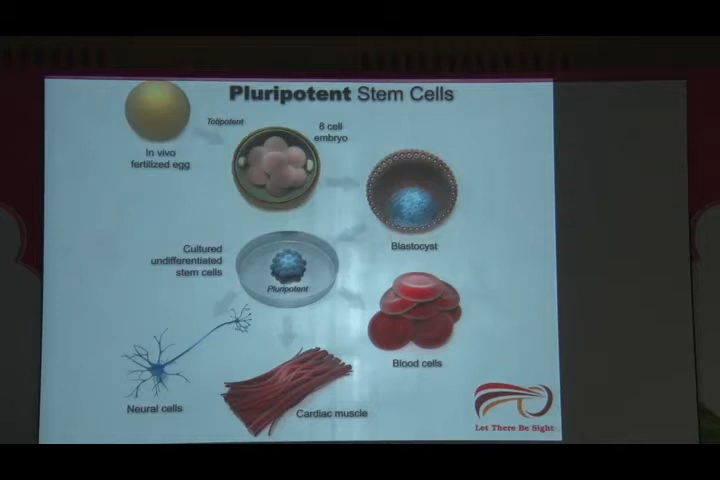 Pluripotent Stem Cells
Totipotent
8 cell
embryo
In vivo
fertilized egg
Blastocyst
Cultured
undifferentiated
stem cells
Pluripotent
Blood cells
Neural cells
Cardiac muscle
Let There Be Sight